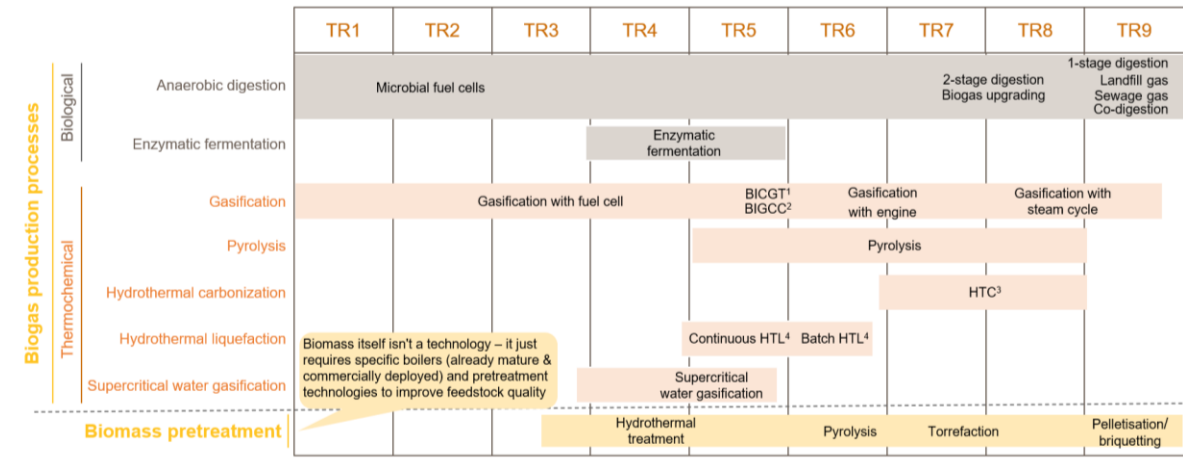 TR1 TR2 TR3 TR4 TR5 TR6 TR7 TR8 TR9
Biogas production processes
Biological
Anaerobic digestion
Microbial fuel cells
2-stage digestion
Biogas upgrading
1-stage digestion
Landfill gas
Sewage gas
Co-digestion
Enzymatic fermentation
Enzymatic
fermentation
Thermochemical
Gasification
Gasification with fuel cell
BICGT¹
BIGCC²
Gasification
with engine
Gasification with
steam cycle
Pyrolysis
Pyrolysis
Hydrothermal carbonization
HTC³
Hydrothermal liquefaction
Continuous HTL⁴
Batch HTL⁴
Supercritical water gasification
Supercritical
water gasification
Biomass itself isn't a technology – it just
requires specific boilers (already mature &
commercially deployed) and pretreatment
technologies to improve feedstock quality
Biomass pretreatment
Hydrothermal
treatment
Pyrolysis
Torrefaction
Pelletisation/
briquetting